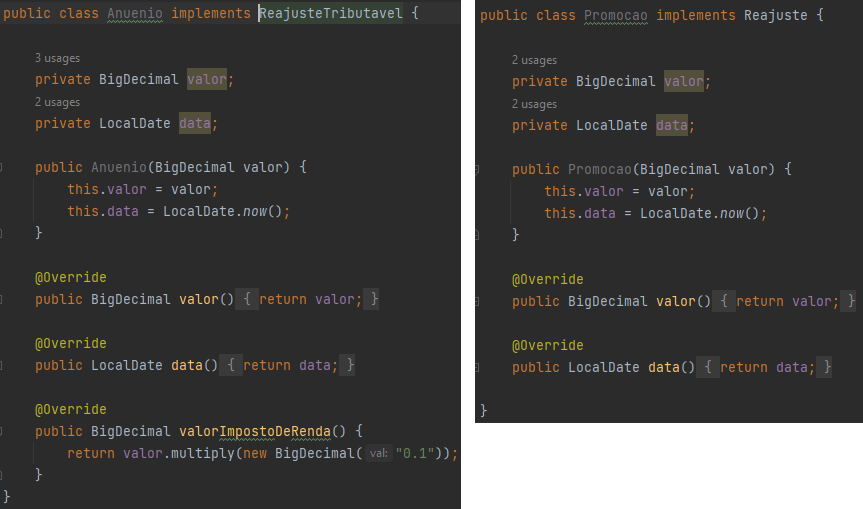 public class Anuenio implements ReajusteTributavel {
3 usages
private BigDecimal valor;
2 usages
private LocalDate data;
public Anuenio(BigDecimal valor) {
this.valor = valor;
this.data = LocalDate.now();
}
@Override
public BigDecimal valor() { return valor; }
@Override
public LocalDate data() { return data; }
@Override
public BigDecimal valorImpostoDeRenda() {
return valor.multiply(new BigDecimal( val: "0.1"));
}
}
public class Promocao implements Reajuste {
2 usages
private BigDecimal valor;
2 usages
private LocalDate data;
public Promocao(BigDecimal valor) {
this.valor = valor;
this.data = LocalDate.now();
}
@Override
public BigDecimal valor() { return valor; }
@Override
public LocalDate data() { return data; }
}